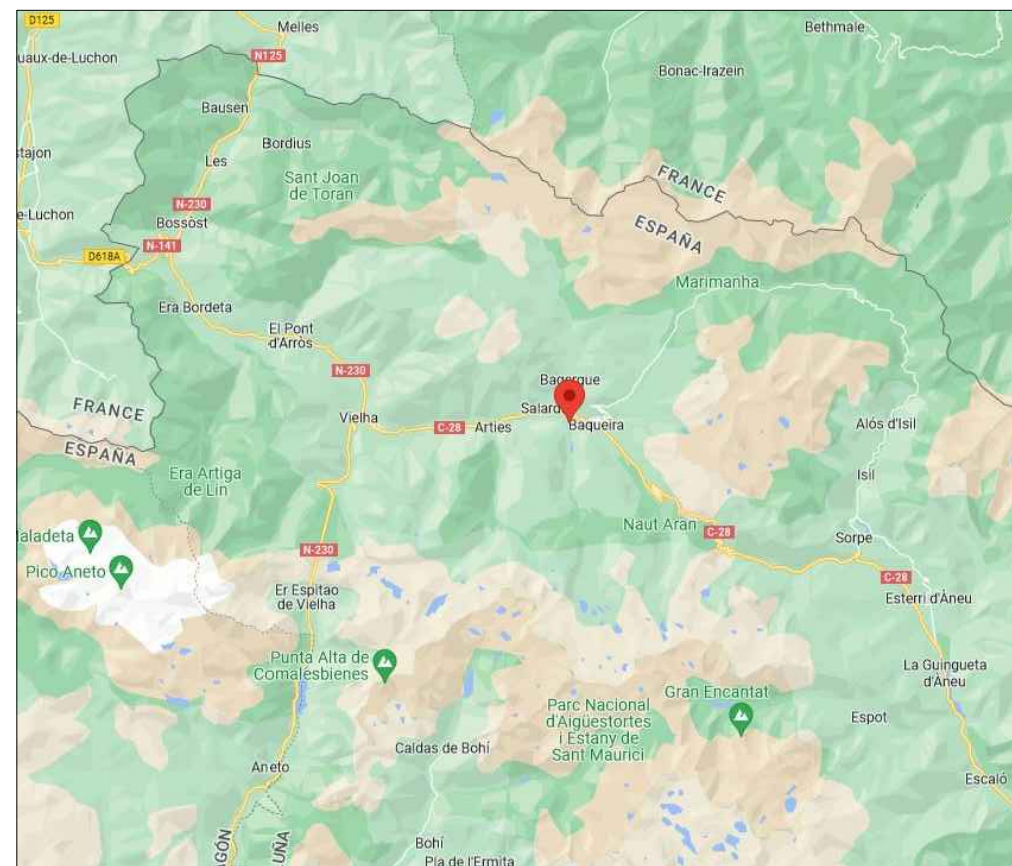 D125
Melles
Bethmale
uaux-de-Luchon
N125
Bonac-Irazein
Bausen
Bordius
stajon
Les
Sant Joan
de Toran
FRANCE
N-230
e-Luchon
Bossòst
ESPAÑA
N-141
D618A
Marimanha
Era Bordeta
El Pont
d'Arròs
N-230
Bagergue
FRANCE
Salard
Vielha
C-28
Arties
Baqueira
Alós d'Isil
ESPAÑA
Era Artiga
de Lin
Isil
Naut Aran
C-28
aladeta
Sorpe
N-230
Pico Aneto
C-28
Er Espitao
de Vielha
Esterri d'Àneu
Punta Alta de
Comalesbienes
La Guingueta
d'Àneu
Gran Encantat
Parc Nacional
d'Aigüestortes
i Estany de
Sant Maurici
Espot
Caldas de Bohí
Aneto
Escaló
GÓN
UÑA
Bohí
Pla de l'Ermita